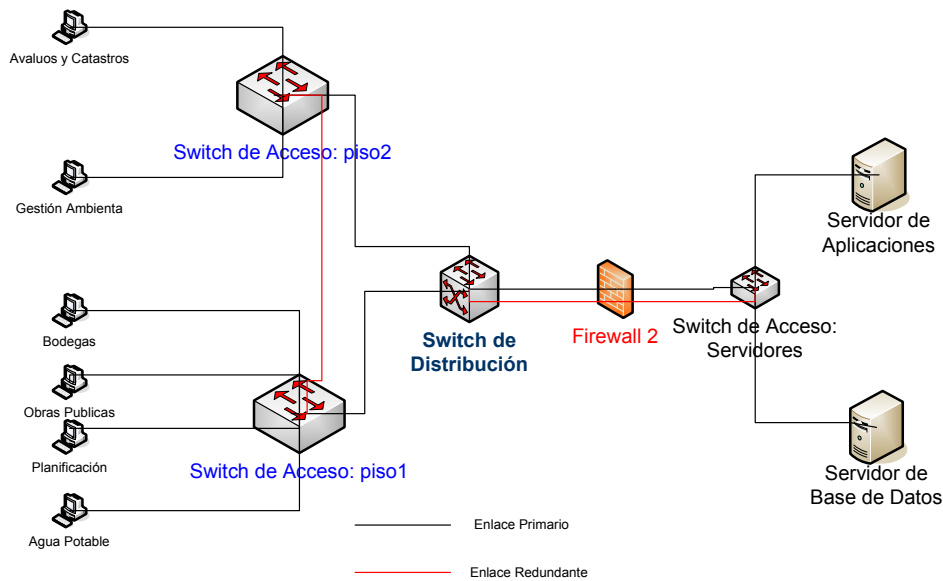 Avaluos y Catastros
Switch de Acceso: piso2
Gestión Ambienta
Servidor de
Aplicaciones
Bodegas
Switch de
Distribución
Firewall 2
Switch de Acceso:
Servidores
Obras Publicas
Planificación
Switch de Acceso: piso1
Servidor de
Base de Datos
Agua Potable
Enlace Primario
Enlace Redundante